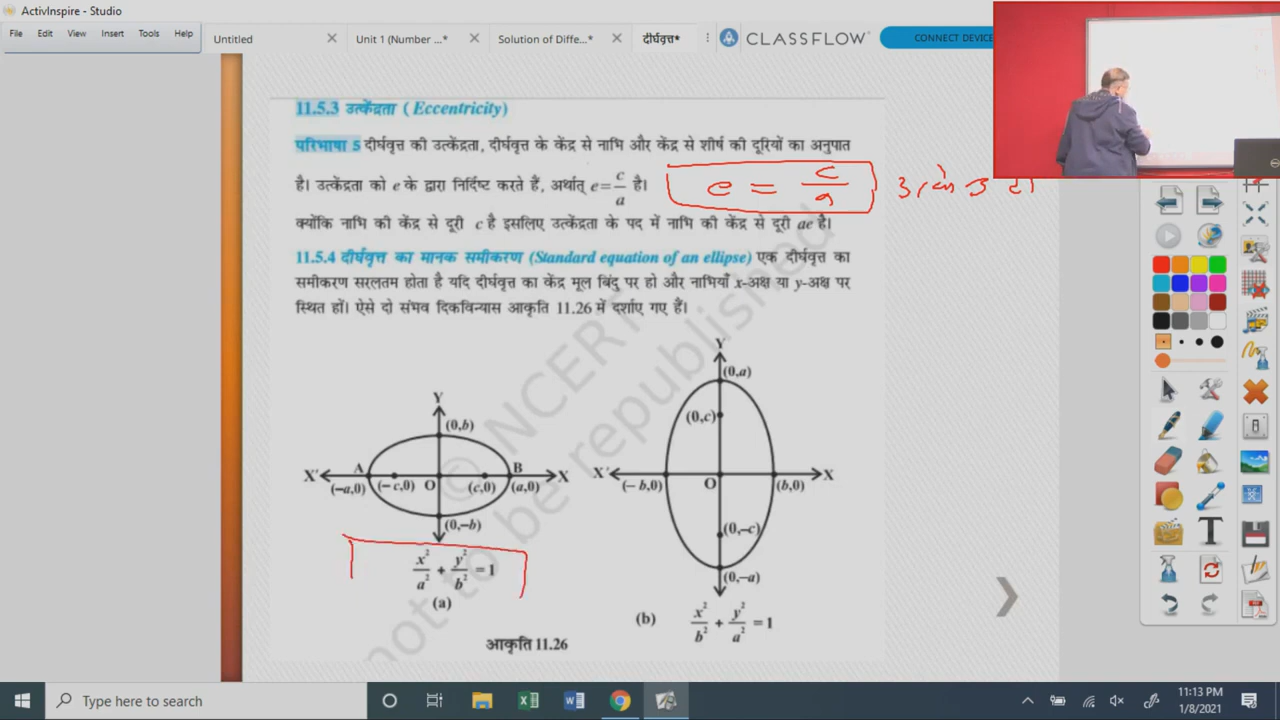 ActivInspire - Studio
File Edit View Insert Tools Help
Untitled Unit 1 (Number ...* Solution of Diffe...* दीर्घवृत्त* CLASSFLOW CONNECT DEVICE
11.5.3 उत्केंद्रता ( Eccentricity)
परिभाषा 5 दीर्घवृत्त की उत्केंद्रता, दीर्घवृत्त के केंद्र से नाभि और केंद्र से शीर्ष की दूरियों का अनुपात
है। उत्केंद्रता को e के द्वारा निर्दिष्ट करते हैं, अर्थात् e = c/a है।
e = c/a
क्योंकि नाभि की केंद्र से दूरी c है इसलिए उत्केंद्रता के पद में नाभि की केंद्र से दूरी ae है।
11.5.4 दीर्घवृत्त का मानक समीकरण (Standard equation of an ellipse) एक दीर्घवृत्त का
समीकरण सरलतम होता है यदि दीर्घवृत्त का केंद्र मूल बिंदु पर हो और नाभियाँ x-अक्ष या y-अक्ष पर
स्थित हों। ऐसे दो संभव दिकविन्यास आकृति 11.26 में दर्शाए गए हैं।
Y
(0,b)
A B
X' X
(–a,0) (–c,0) O (c,0) (a,0)
(0,–b)
x²/a² + y²/b² = 1
(a)
Y
(0,a)
(0,c)
X' X
(– b,0) O (b,0)
(0,–c)
(0,–a)
(b) x²/b² + y²/a² = 1
आकृति 11.26
© NCERT
not to be republished
Type here to search
11:13 PM
1/8/2021